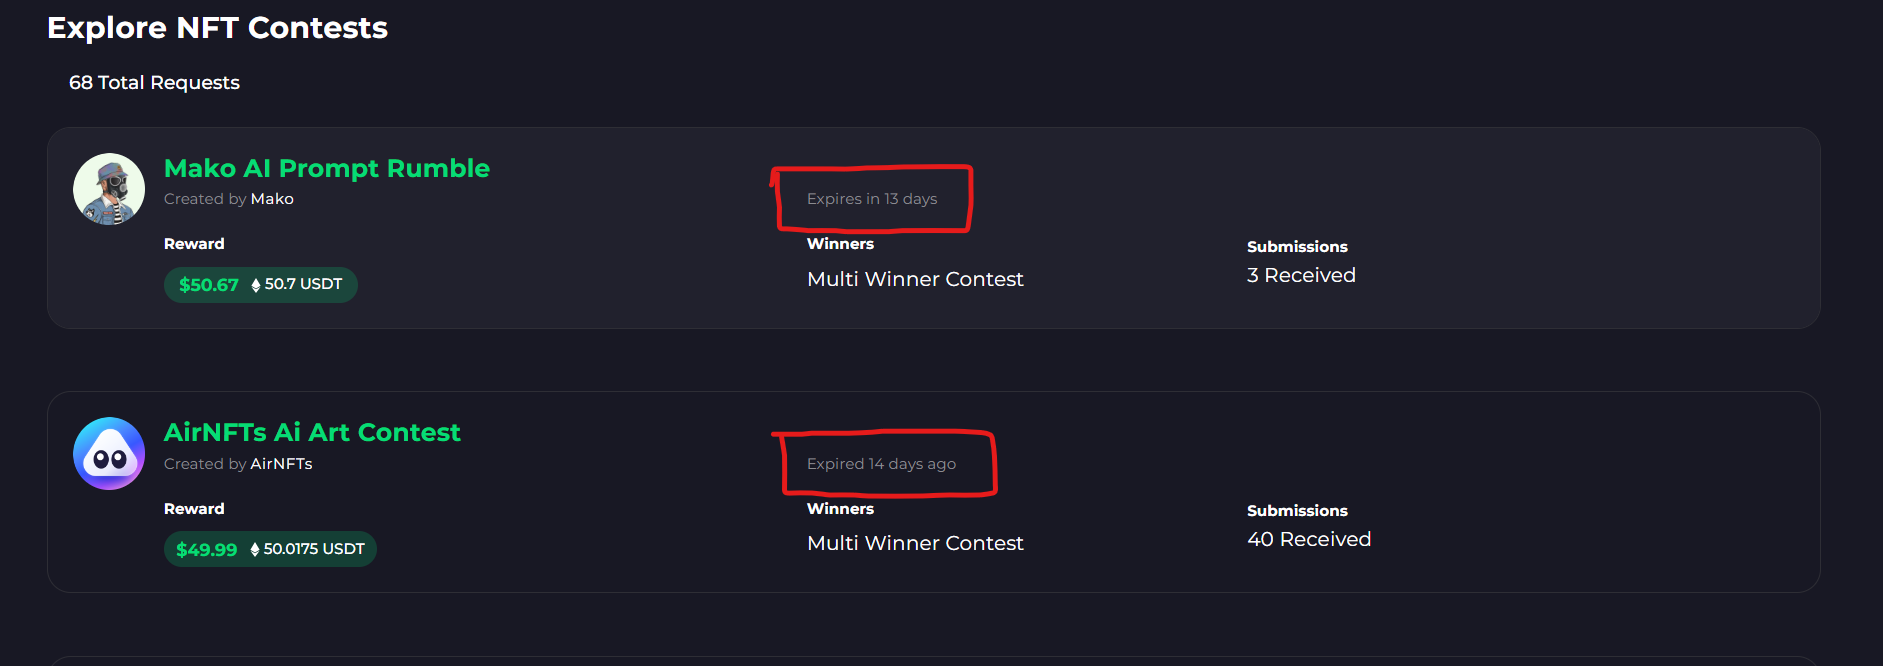 Explore NFT Contests
68 Total Requests
Mako AI Prompt Rumble
Created by Mako
Expires in 13 days
Reward
Winners
Submissions
$50.67 50.7 USDT
Multi Winner Contest
3 Received
AirNFTs Ai Art Contest
Created by AirNFTs
Expired 14 days ago
Reward
Winners
Submissions
$49.99 50.0175 USDT
Multi Winner Contest
40 Received